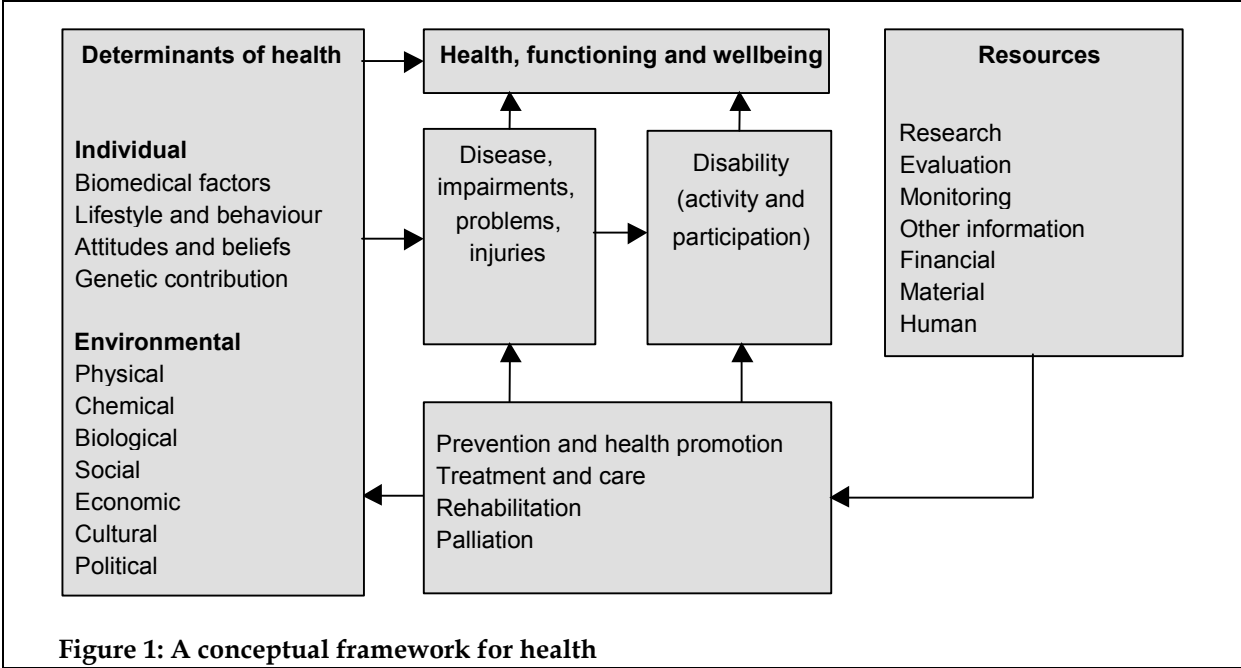 Determinants of health
Individual
Biomedical factors
Lifestyle and behaviour
Attitudes and beliefs
Genetic contribution
Environmental
Physical
Chemical
Biological
Social
Economic
Cultural
Political
Health, functioning and wellbeing
Disease,
impairments,
problems,
injuries
Disability
(activity and
participation)
Prevention and health promotion
Treatment and care
Rehabilitation
Palliation
Resources
Research
Evaluation
Monitoring
Other information
Financial
Material
Human
Figure 1: A conceptual framework for health